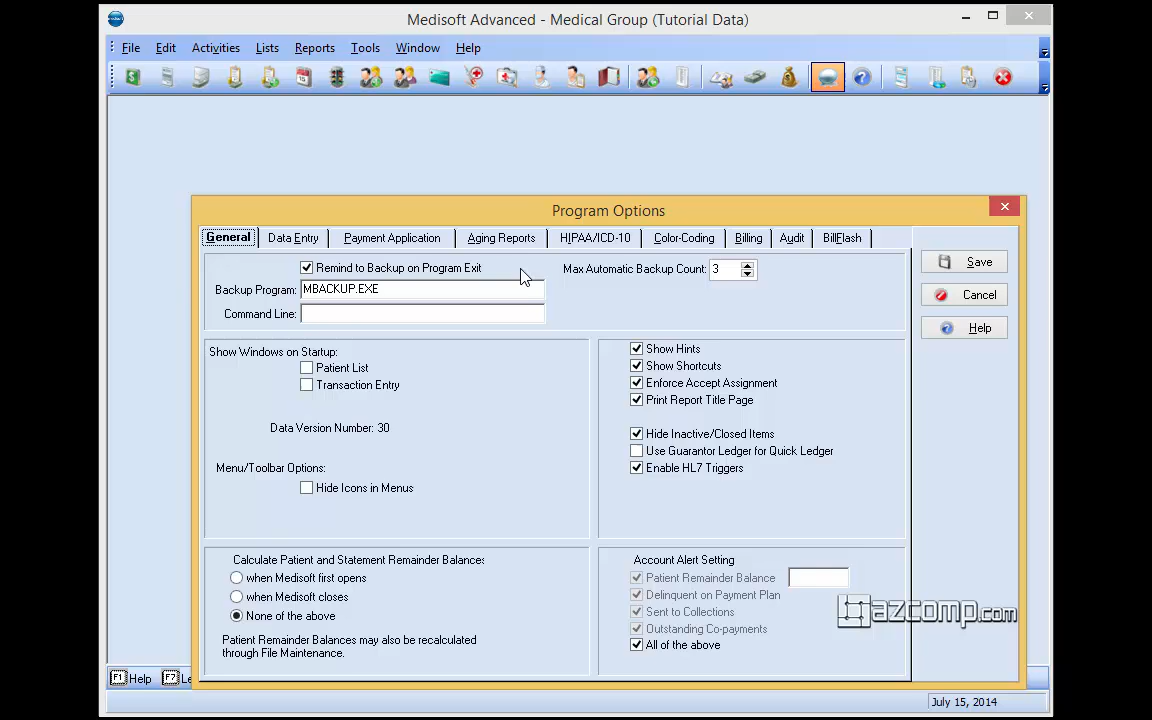 Medisoft Advanced - Medical Group (Tutorial Data)
File Edit Activities Lists Reports Tools Window Help
Program Options
General Data Entry Payment Application Aging Reports HIPAA/ICD-10 Color-Coding Billing Audit BillFlash
Remind to Backup on Program Exit
Max Automatic Backup Count: 3
Backup Program: MBACKUP.EXE
Command Line:
Save
Cancel
Help
Show Windows on Startup:
Patient List
Transaction Entry
Data Version Number: 30
Menu/Toolbar Options:
Hide Icons in Menus
Show Hints
Show Shortcuts
Enforce Accept Assignment
Print Report Title Page
Hide Inactive/Closed Items
Use Guarantor Ledger for Quick Ledger
Enable HL7 Triggers
Calculate Patient and Statement Remainder Balances:
when Medisoft first opens
when Medisoft closes
None of the above
Patient Remainder Balances may also be recalculated
through File Maintenance.
Account Alert Setting
Patient Remainder Balance
Delinquent on Payment Plan
Sent to Collections
Outstanding Co-payments
All of the above
azcomp.com
F1 Help F7 Le
July 15, 2014